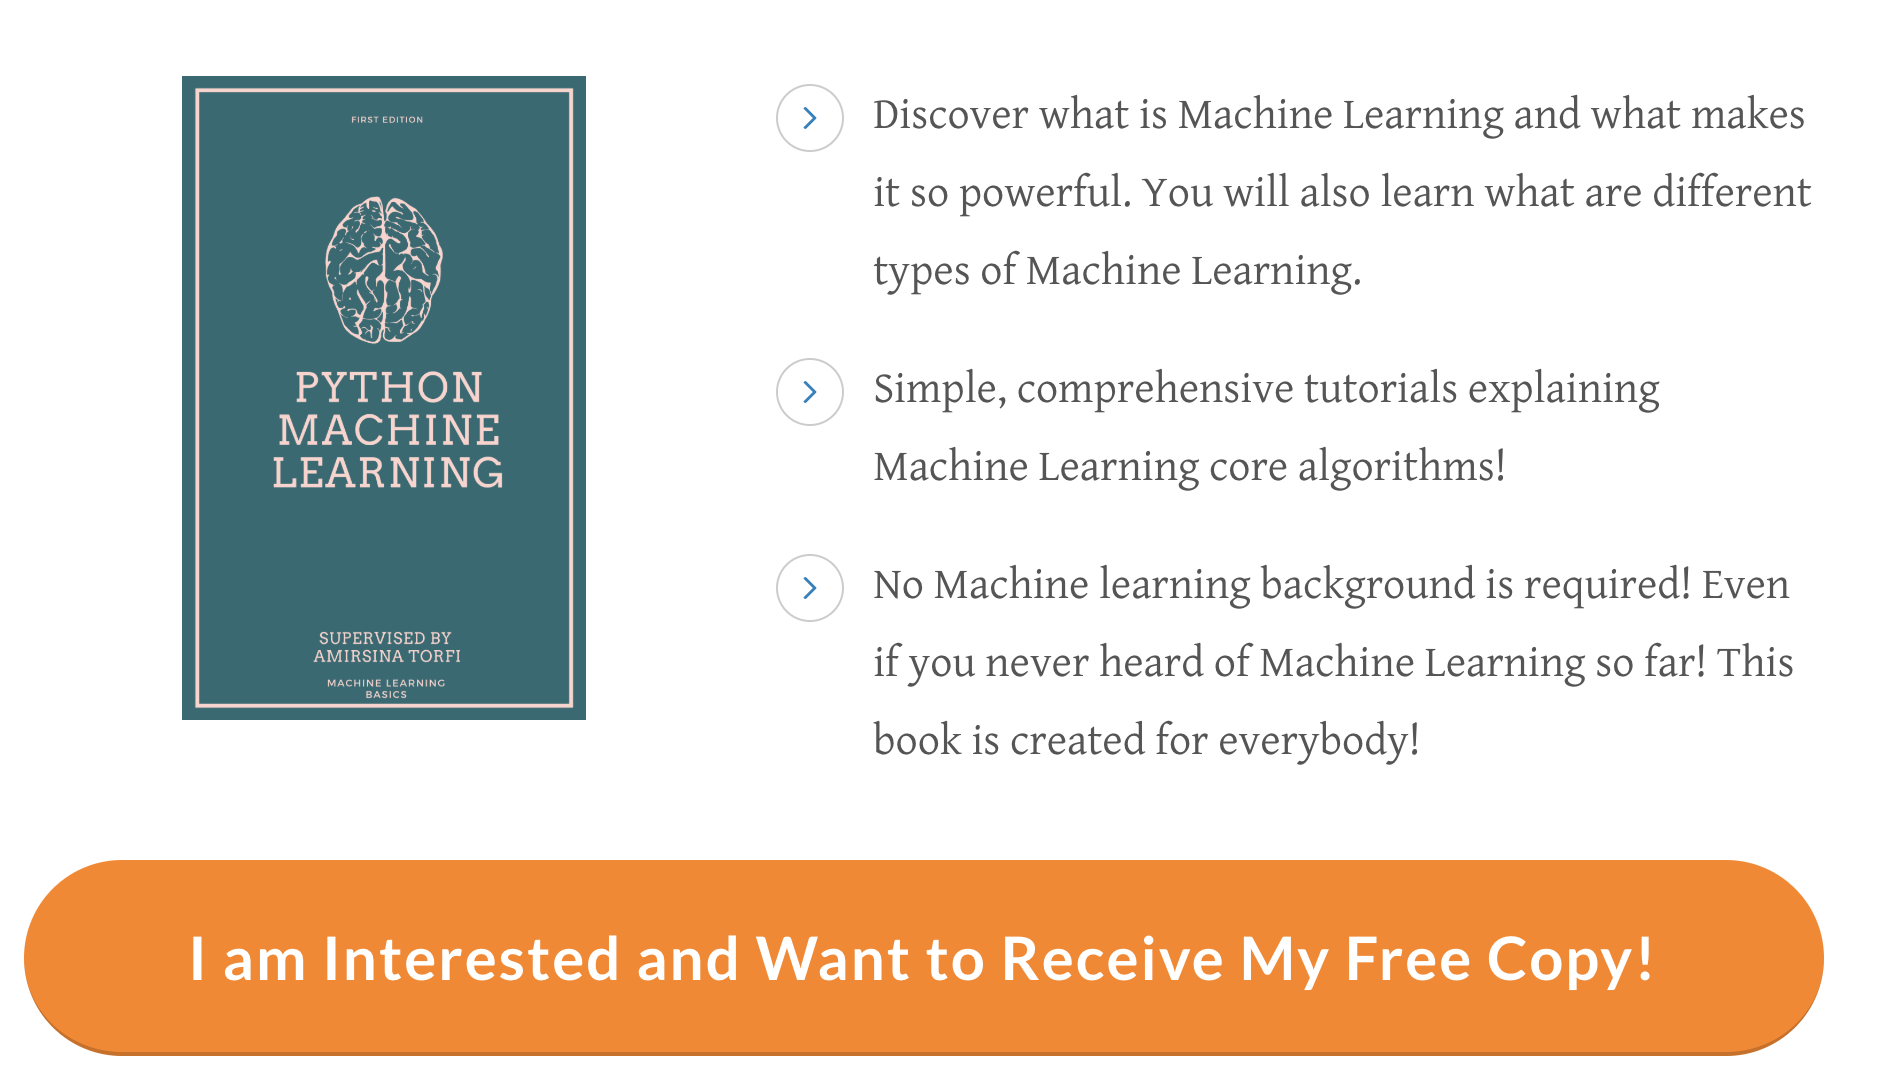 FIRST EDITION
PYTHON
MACHINE
LEARNING
SUPERVISED BY
AMIRSINA TORFI
MACHINE LEARNING
BASICS
Discover what is Machine Learning and what makes
it so powerful. You will also learn what are different
types of Machine Learning.
Simple, comprehensive tutorials explaining
Machine Learning core algorithms!
No Machine learning background is required! Even
if you never heard of Machine Learning so far! This
book is created for everybody!
I am Interested and Want to Receive My Free Copy!